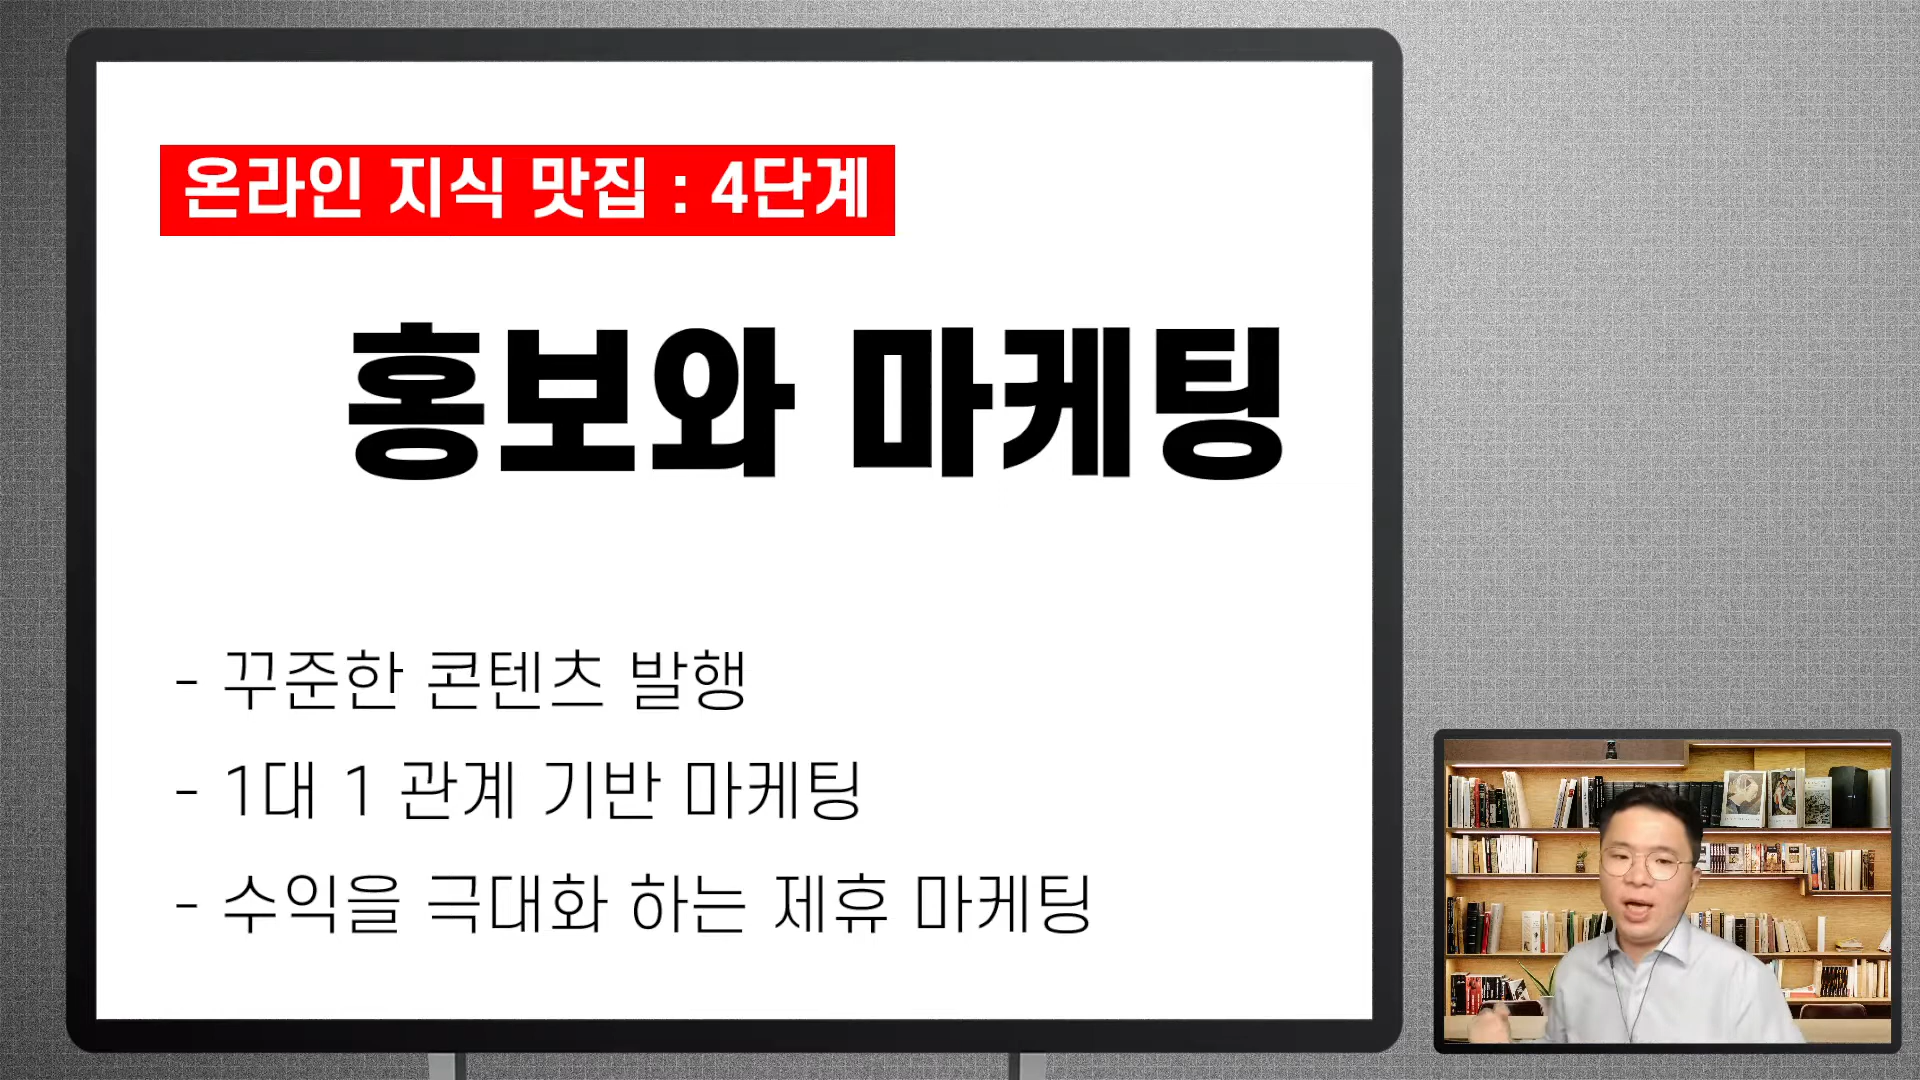 온라인 지식 맛집 : 4단계
홍보와 마케팅
- 꾸준한 콘텐츠 발행
- 1대 1 관계 기반 마케팅
- 수익을 극대화 하는 제휴 마케팅